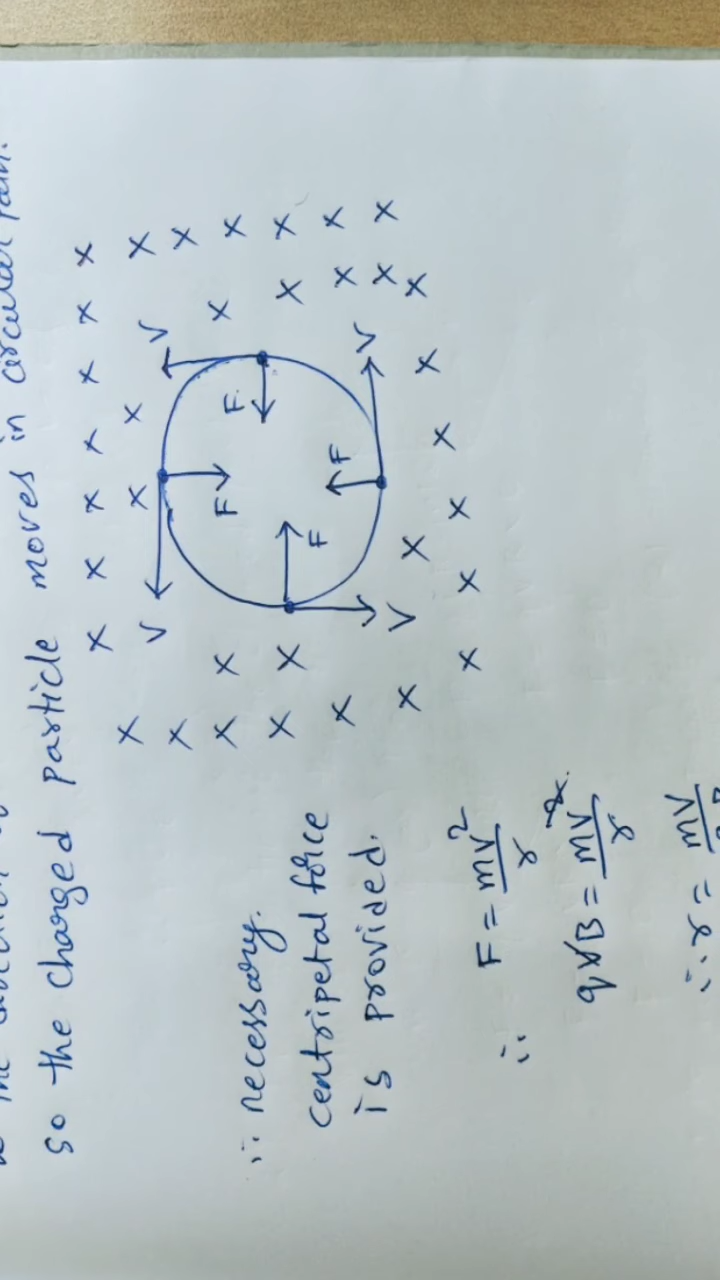 so the charged particle moves in circular path.
x x x x x x x
V F F V
F F
V V
∴ necessary.
centripetal force
is provided.
∴ F = mv²/r
qvB = mv²/r
∴ r = mv